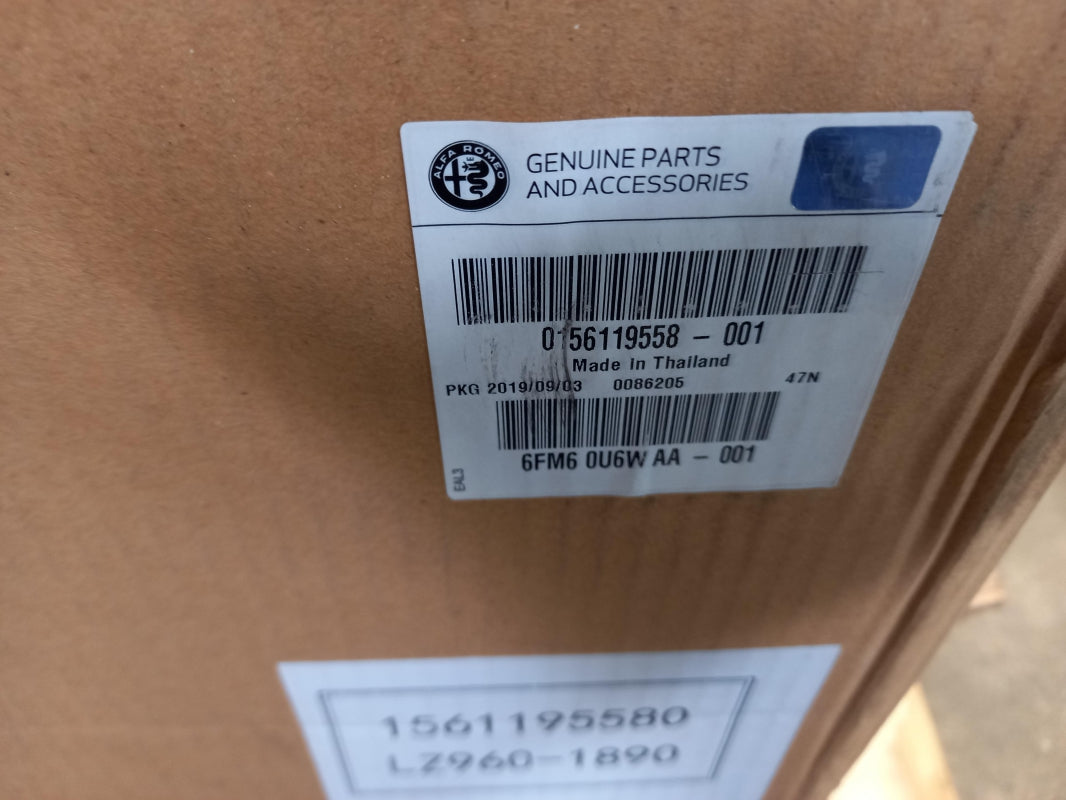 ALFA ROMEO
GENUINE PARTS
AND ACCESSORIES
0156119558 - 001
Made In Thailand
PKG 2019/09/03 0086205 47N
6FM6 0U6W AA - 001
EAL3
1561195580
LZ960-1890